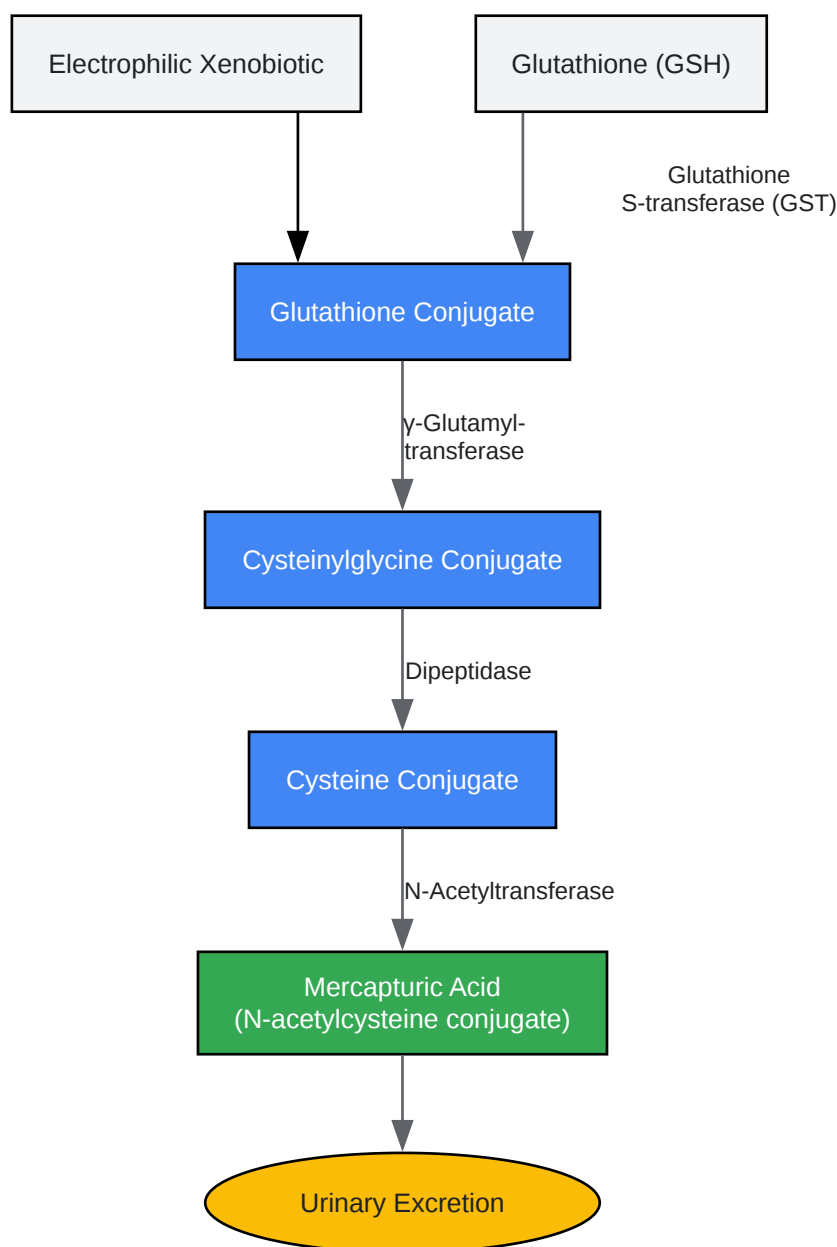 Electrophilic Xenobiotic
Glutathione (GSH)
Glutathione
S-transferase (GST)
Glutathione Conjugate
γ-Glutamyl-
transferase
Cysteinylglycine Conjugate
Dipeptidase
Cysteine Conjugate
N-Acetyltransferase
Mercapturic Acid
(N-acetylcysteine conjugate)
Urinary Excretion